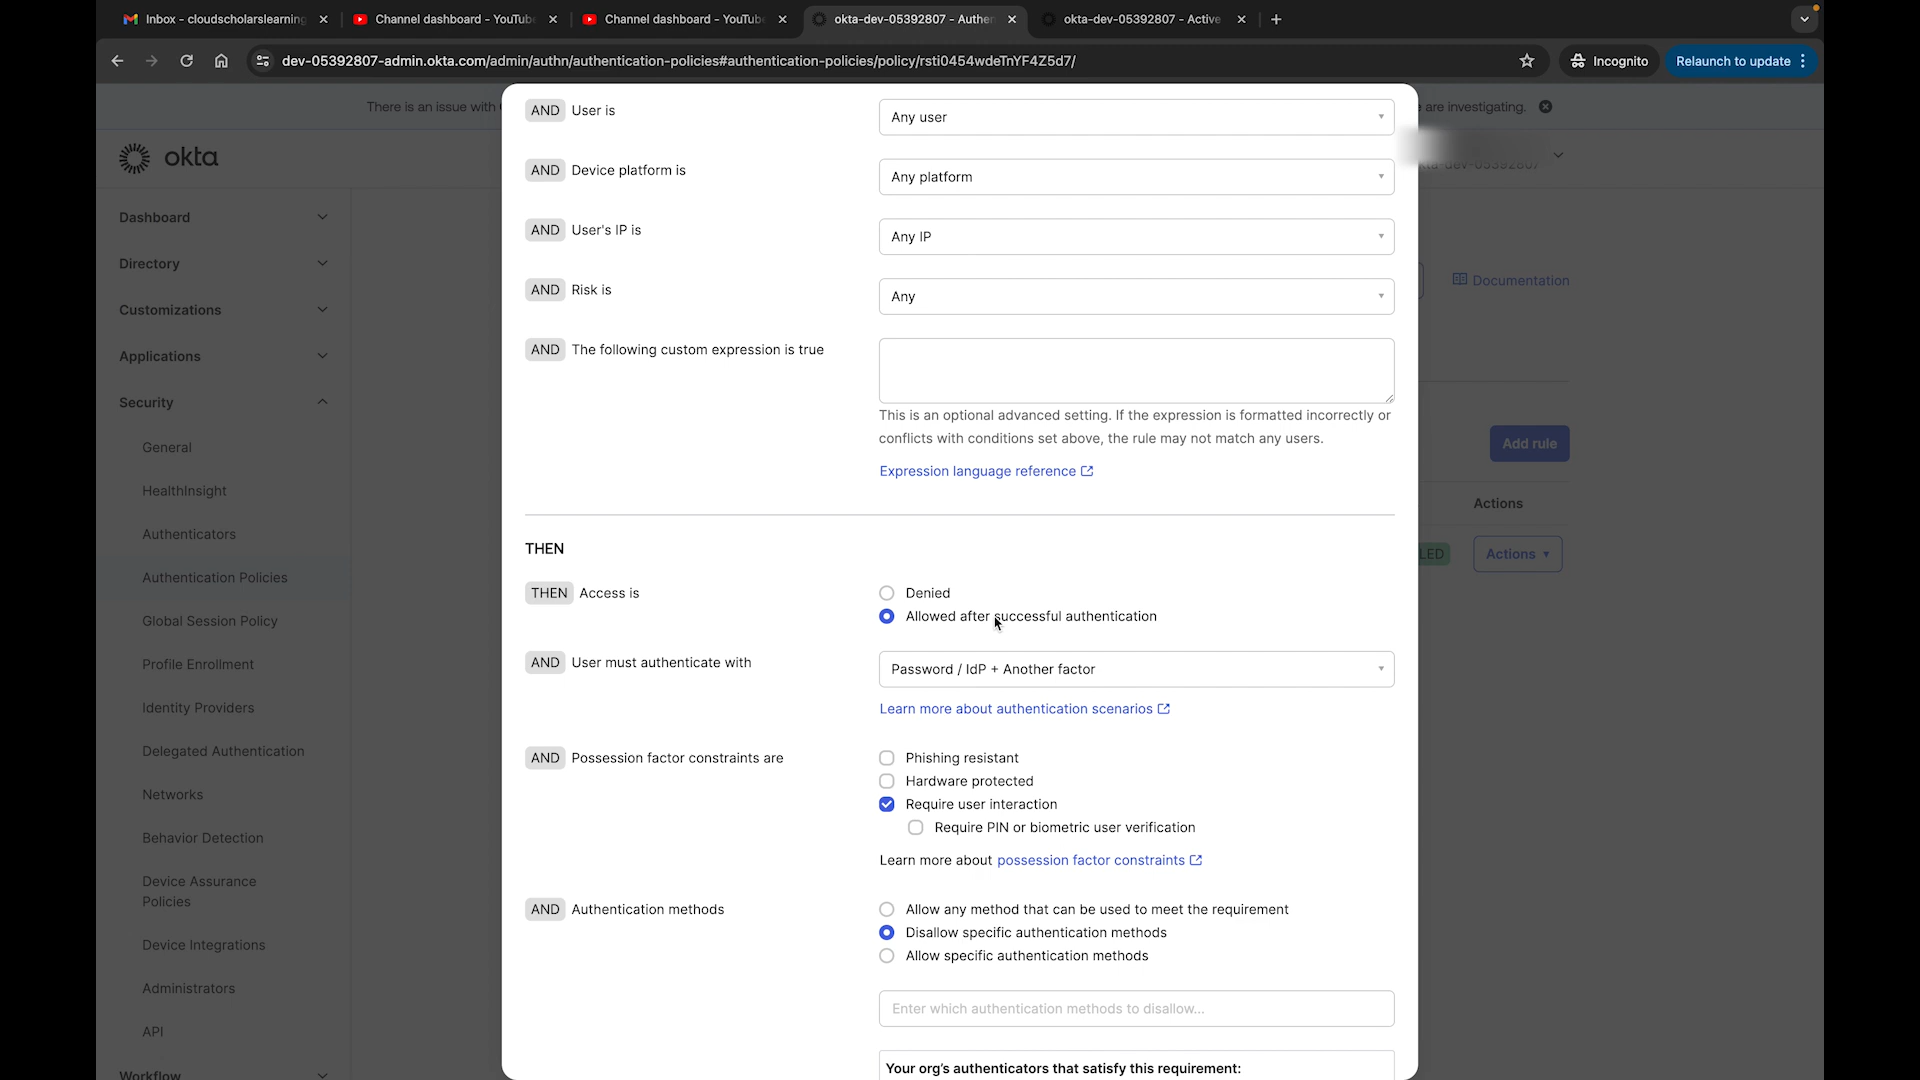 Inbox - cloudscholarslearning
Channel dashboard - YouTube
Channel dashboard - YouTube
okta-dev-05392807 - Authen
okta-dev-05392807 - Active
dev-05392807-admin.okta.com/admin/authn/authentication-policies#authentication-policies/policy/rsti0454wdeTnYF4Z5d7/
Incognito
Relaunch to update
There is an issue with
are investigating.
okta
okta-dev-05392807
Dashboard
Directory
Customizations
Applications
Security
General
HealthInsight
Authenticators
Authentication Policies
Global Session Policy
Profile Enrollment
Identity Providers
Delegated Authentication
Networks
Behavior Detection
Device Assurance
Policies
Device Integrations
Administrators
API
Workflow
AND User is
Any user
AND Device platform is
Any platform
AND User's IP is
Any IP
AND Risk is
Any
AND The following custom expression is true
This is an optional advanced setting. If the expression is formatted incorrectly or
conflicts with conditions set above, the rule may not match any users.
Expression language reference
THEN
THEN Access is
Denied
Allowed after successful authentication
AND User must authenticate with
Password / IdP + Another factor
Learn more about authentication scenarios
AND Possession factor constraints are
Phishing resistant
Hardware protected
Require user interaction
Require PIN or biometric user verification
Learn more about possession factor constraints
AND Authentication methods
Allow any method that can be used to meet the requirement
Disallow specific authentication methods
Allow specific authentication methods
Enter which authentication methods to disallow...
Your org's authenticators that satisfy this requirement:
Documentation
Add rule
Actions
LED
Actions